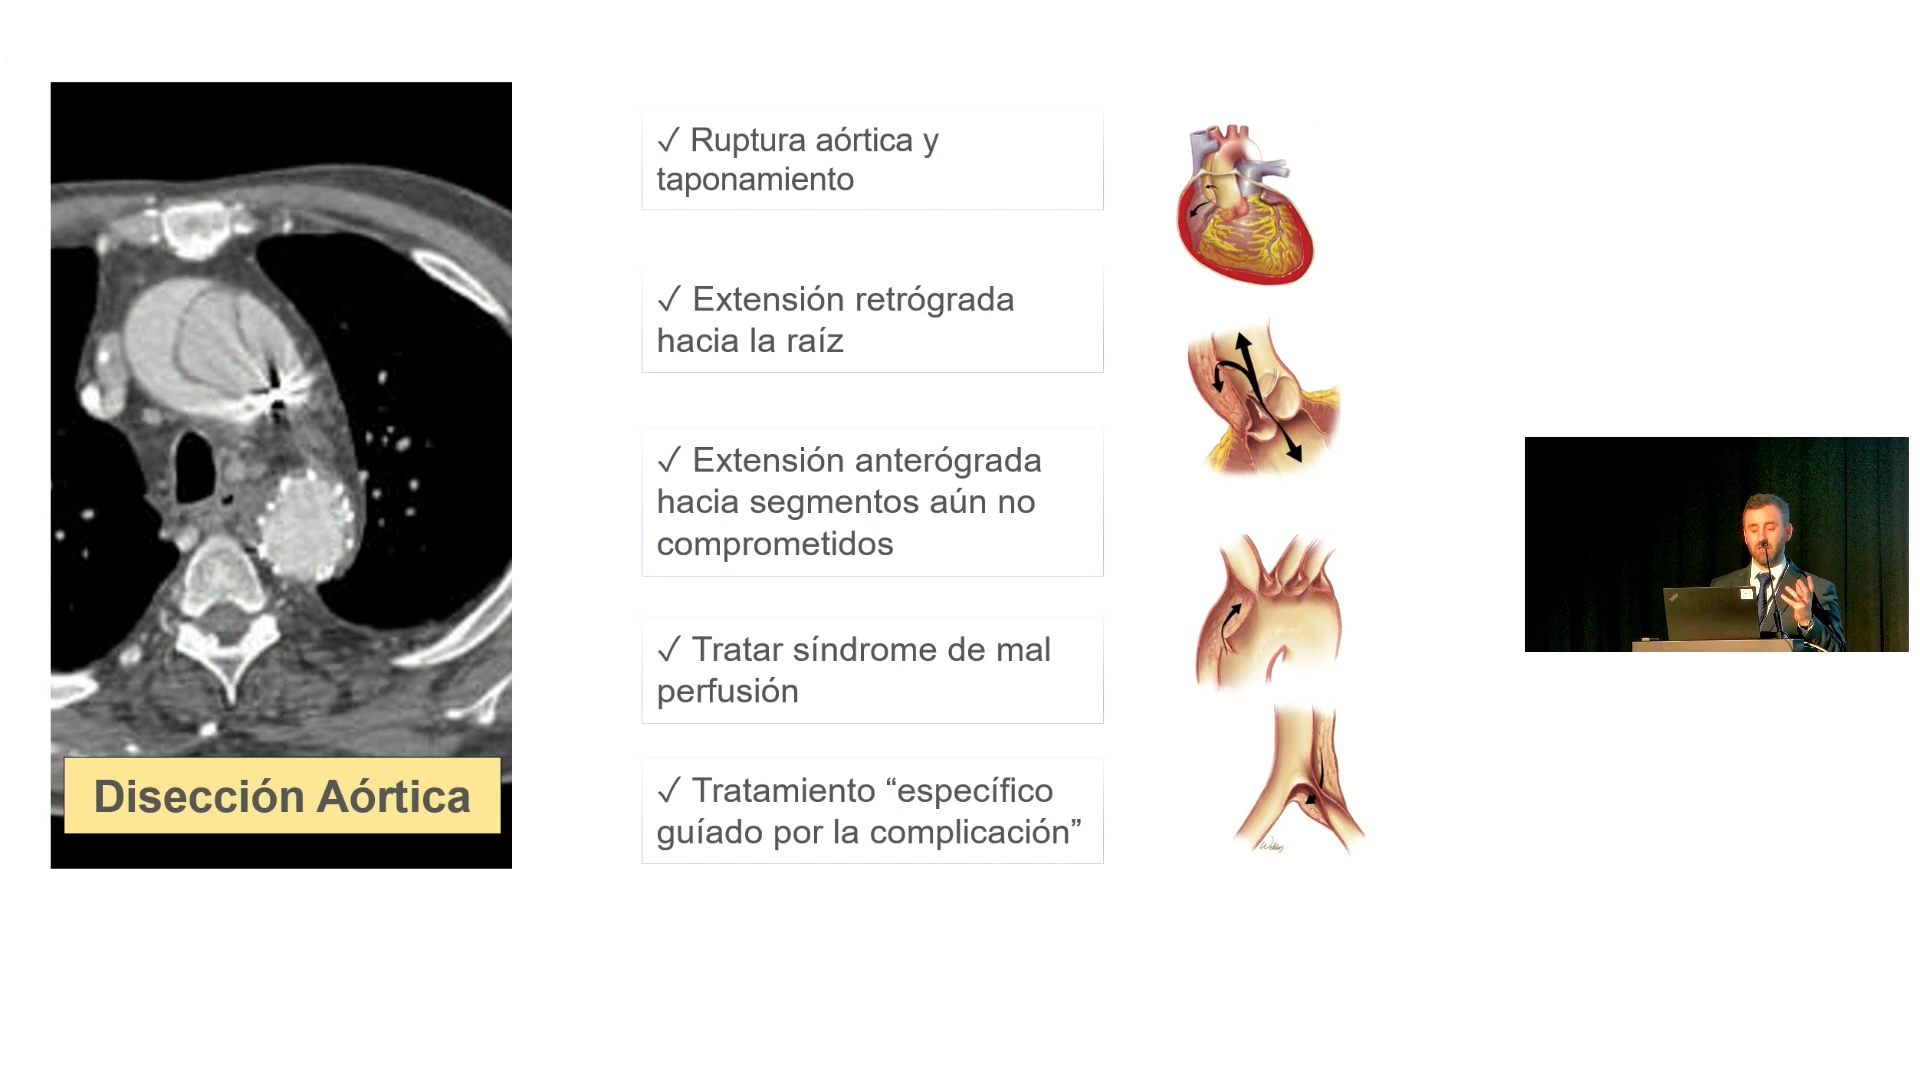 ✓ Ruptura aórtica y
taponamiento
✓ Extensión retrógrada
hacia la raíz
✓ Extensión anterógrada
hacia segmentos aún no
comprometidos
✓ Tratar síndrome de mal
perfusión
✓ Tratamiento “específico
guíado por la complicación”
Disección Aórtica